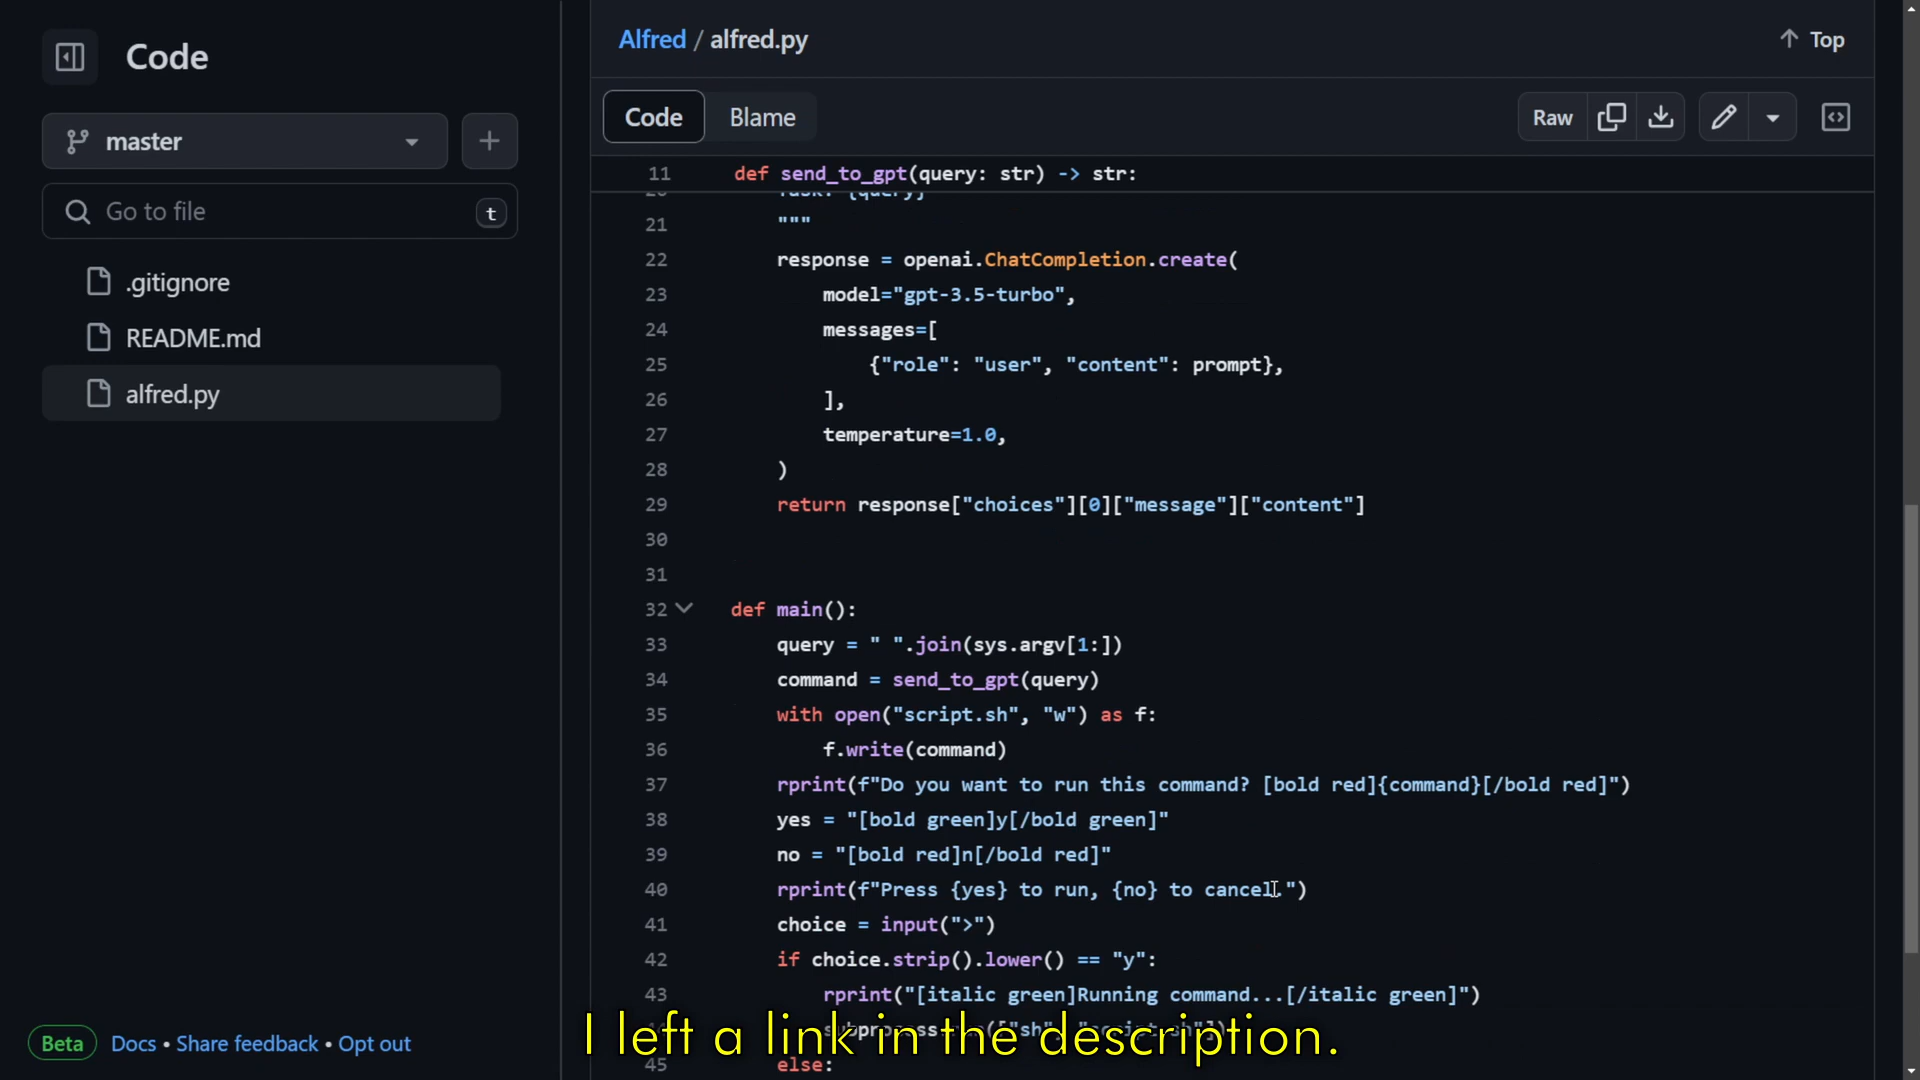 Code
master
Go to file
t
.gitignore
README.md
alfred.py
Beta Docs • Share feedback • Opt out
Alfred / alfred.py
Top
Code Blame
Raw
11 def send_to_gpt(query: str) -> str:
20 Task: {query}
21 """
22 response = openai.ChatCompletion.create(
23 model="gpt-3.5-turbo",
24 messages=[
25 {"role": "user", "content": prompt},
26 ],
27 temperature=1.0,
28 )
29 return response["choices"][0]["message"]["content"]
30
31
32 def main():
33 query = " ".join(sys.argv[1:])
34 command = send_to_gpt(query)
35 with open("script.sh", "w") as f:
36 f.write(command)
37 rprint(f"Do you want to run this command? [bold red]{command}[/bold red]")
38 yes = "[bold green]y[/bold green]"
39 no = "[bold red]n[/bold red]"
40 rprint(f"Press {yes} to run, {no} to cancel.")
41 choice = input(">")
42 if choice.strip().lower() == "y":
43 rprint("[italic green]Running command...[/italic green]")
I left a link in the description.
45 else: